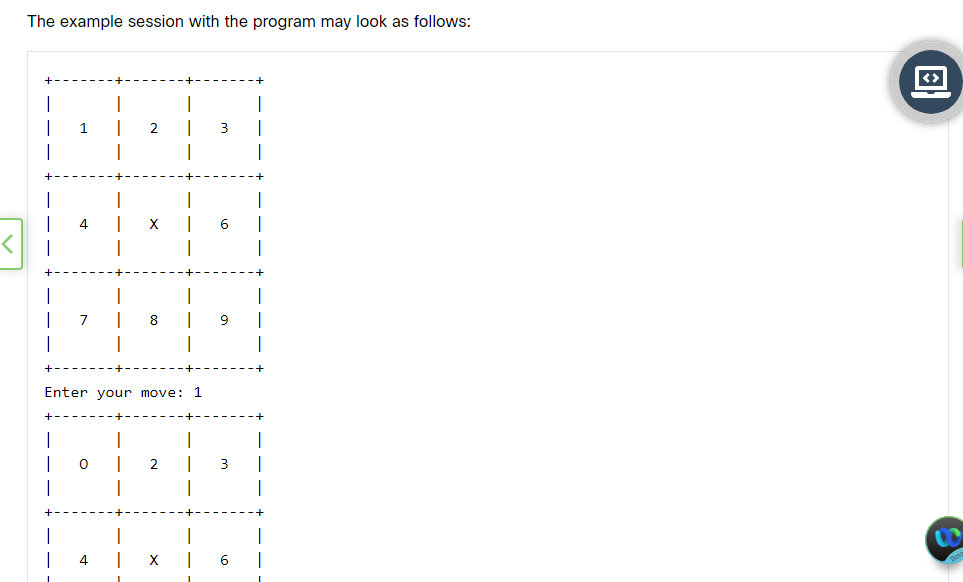 The example session with the program may look as follows:
+-------+-------+-------+
|       |       |       |
|   1   |   2   |   3   |
|       |       |       |
+-------+-------+-------+
|       |       |       |
|   4   |   X   |   6   |
|       |       |       |
+-------+-------+-------+
|       |       |       |
|   7   |   8   |   9   |
|       |       |       |
+-------+-------+-------+
Enter your move: 1
+-------+-------+-------+
|       |       |       |
|   O   |   2   |   3   |
|       |       |       |
+-------+-------+-------+
|       |       |       |
|   4   |   X   |   6   |